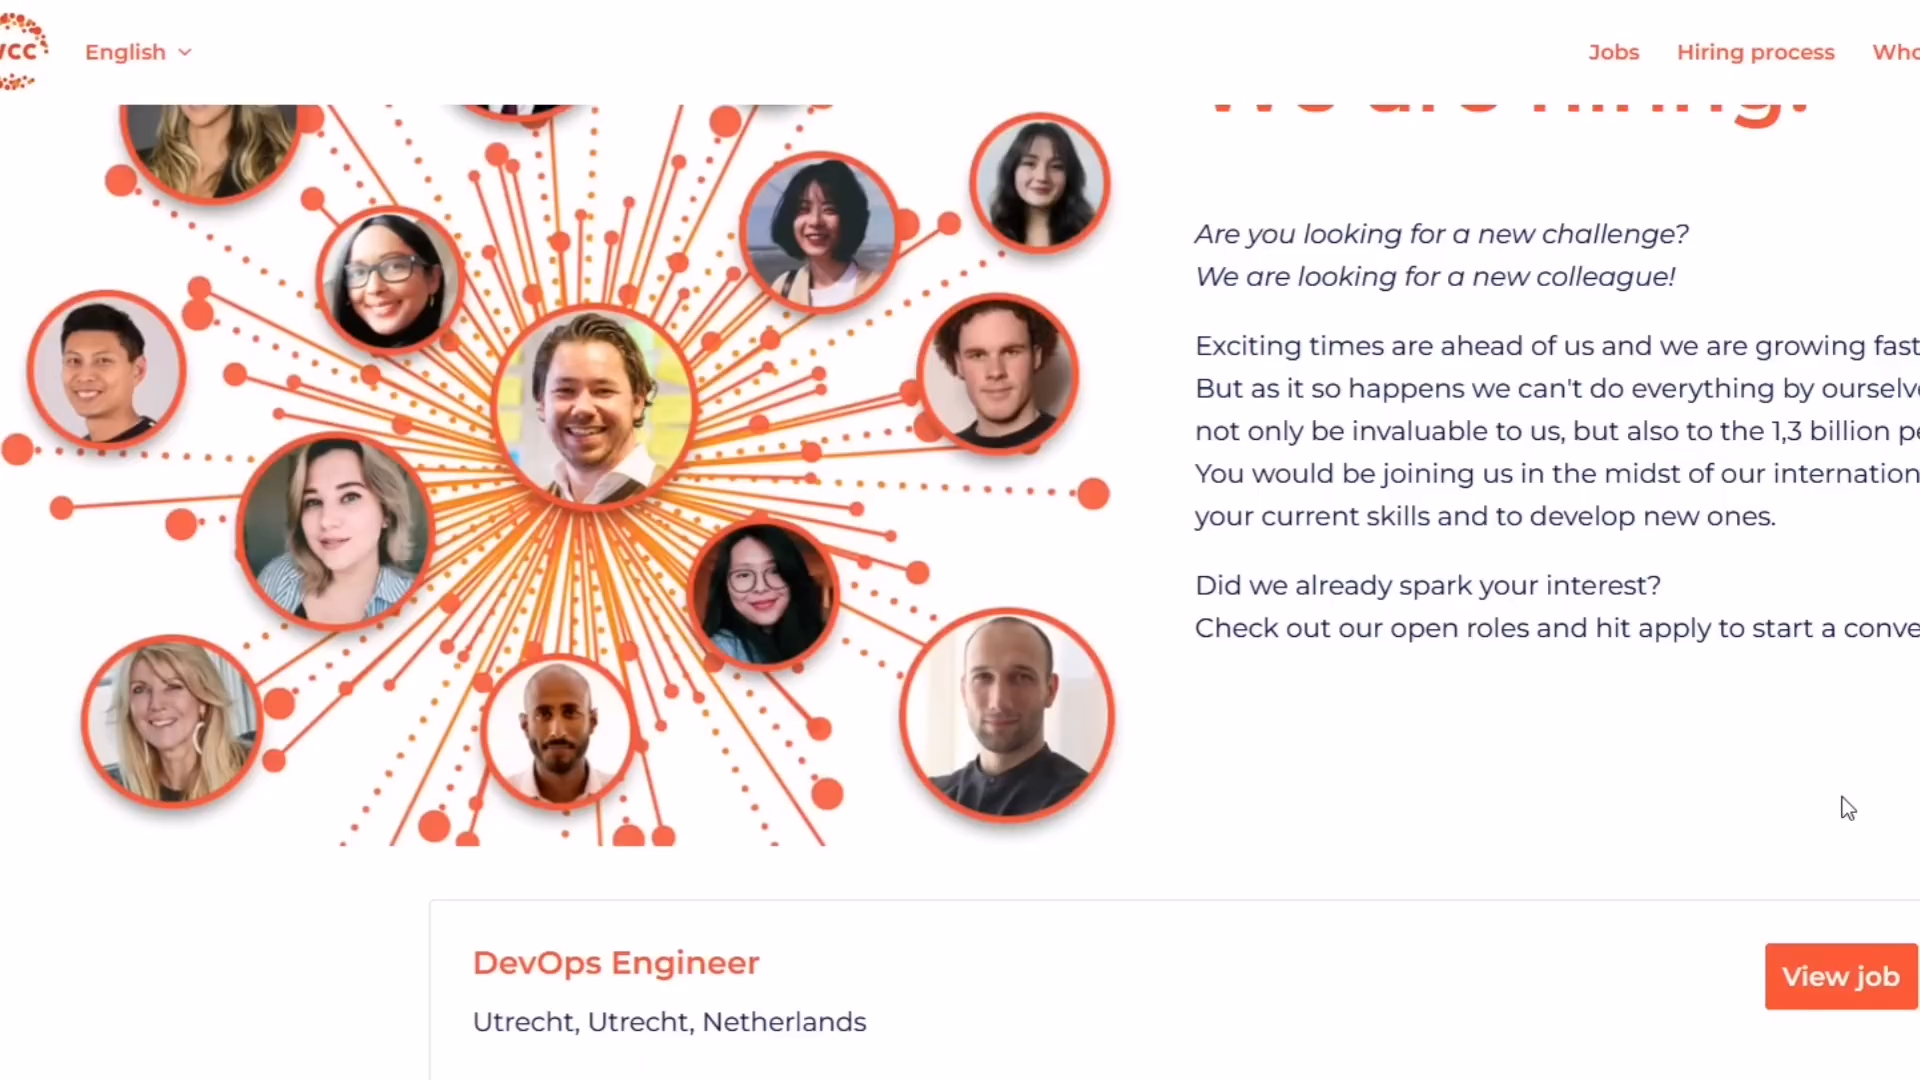 English
Jobs
Hiring process
We are hiring!
Are you looking for a new challenge?
We are looking for a new colleague!
Exciting times are ahead of us and we are growing fast
But as it so happens we can't do everything by
not only be invaluable to us, but also to the 1,3 billion
You would be joining us in the midst of our
your current skills and to develop new ones.
Did we already spark your interest?
Check out our open roles and hit apply to start a
DevOps Engineer
View job
Utrecht, Utrecht, Netherlands